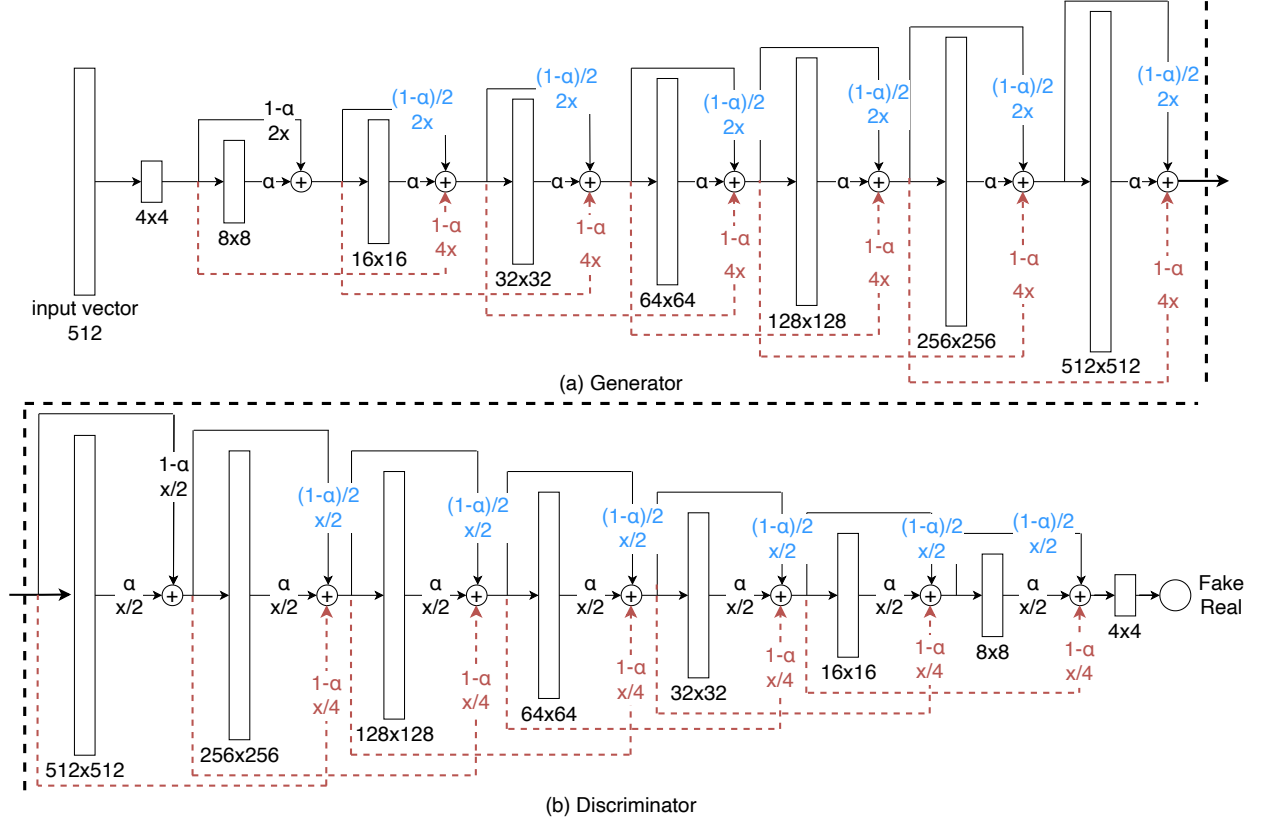 (1-α)/2
2x
(1-α)/2
2x
(1-α)/2
2x
(1-α)/2
2x
(1-α)/2
2x
(1-α)/2
2x
1-α
2x
α
α
α
α
α
α
α
+
+
+
+
+
+
+
4x4
8x8
16x16
32x32
64x64
128x128
256x256
512x512
1-α
4x
1-α
4x
1-α
4x
1-α
4x
1-α
4x
1-α
4x
input vector
512
(a) Generator
1-α
x/2
(1-α)/2
x/2
(1-α)/2
x/2
(1-α)/2
x/2
(1-α)/2
x/2
(1-α)/2
x/2
(1-α)/2
x/2
α
x/2
α
x/2
α
x/2
α
x/2
α
x/2
α
x/2
α
x/2
+
+
+
+
+
+
+
Fake
Real
1-α
x/4
1-α
x/4
1-α
x/4
1-α
x/4
1-α
x/4
1-α
x/4
512x512
256x256
128x128
64x64
32x32
16x16
8x8
4x4
(b) Discriminator